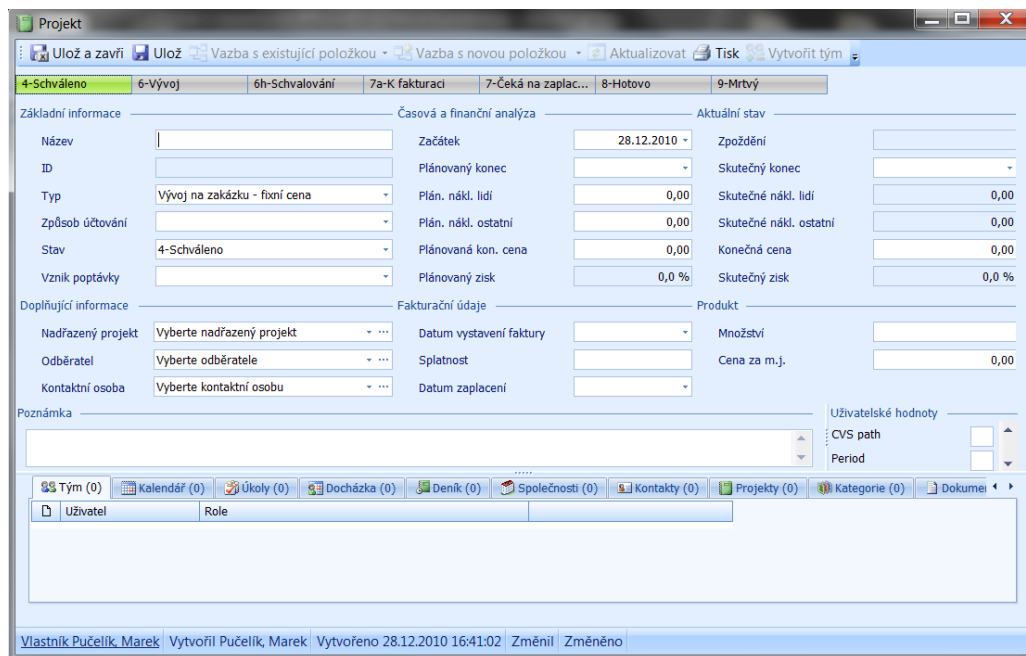 Projekt
Ulož a zavři Ulož Vazba s existující položkou Vazba s novou položkou Aktualizovat Tisk Vytvořit tým
4-Schváleno 6-Vývoj 6h-Schvalování 7a-K fakturaci 7-Čeká na zaplac... 8-Hotovo 9-Mrtvý
Základní informace Časová a finanční analýza Aktuální stav
Název Začátek 28.12.2010 Zpoždění
ID Plánovaný konec Skutečný konec
Typ Vývoj na zakázku - fixní cena Plán. nákl. lidí 0,00 Skutečné nákl. lidí 0,00
Způsob účtování Plán. nákl. ostatní 0,00 Skutečné nákl. ostatní 0,00
Stav 4-Schváleno Plánovaná kon. cena 0,00 Konečná cena 0,00
Vznik poptávky Plánovaný zisk 0,0 % Skutečný zisk 0,0 %
Doplňující informace Fakturační údaje Produkt
Nadřazený projekt Vyberte nadřazený projekt ... Datum vystavení faktury Množství
Odběratel Vyberte odběratele ... Splatnost Cena za m.j. 0,00
Kontaktní osoba Vyberte kontaktní osobu ... Datum zaplacení
Poznámka Uživatelské hodnoty
CVS path
Period
Tým (0) Kalendář (0) Úkoly (0) Docházka (0) Deník (0) Společnosti (0) Kontakty (0) Projekty (0) Kategorie (0) Dokumen
Uživatel Role
Vlastník Pučelík, Marek Vytvořil Pučelík, Marek Vytvořeno 28.12.2010 16:41:02 Změnil Změněno